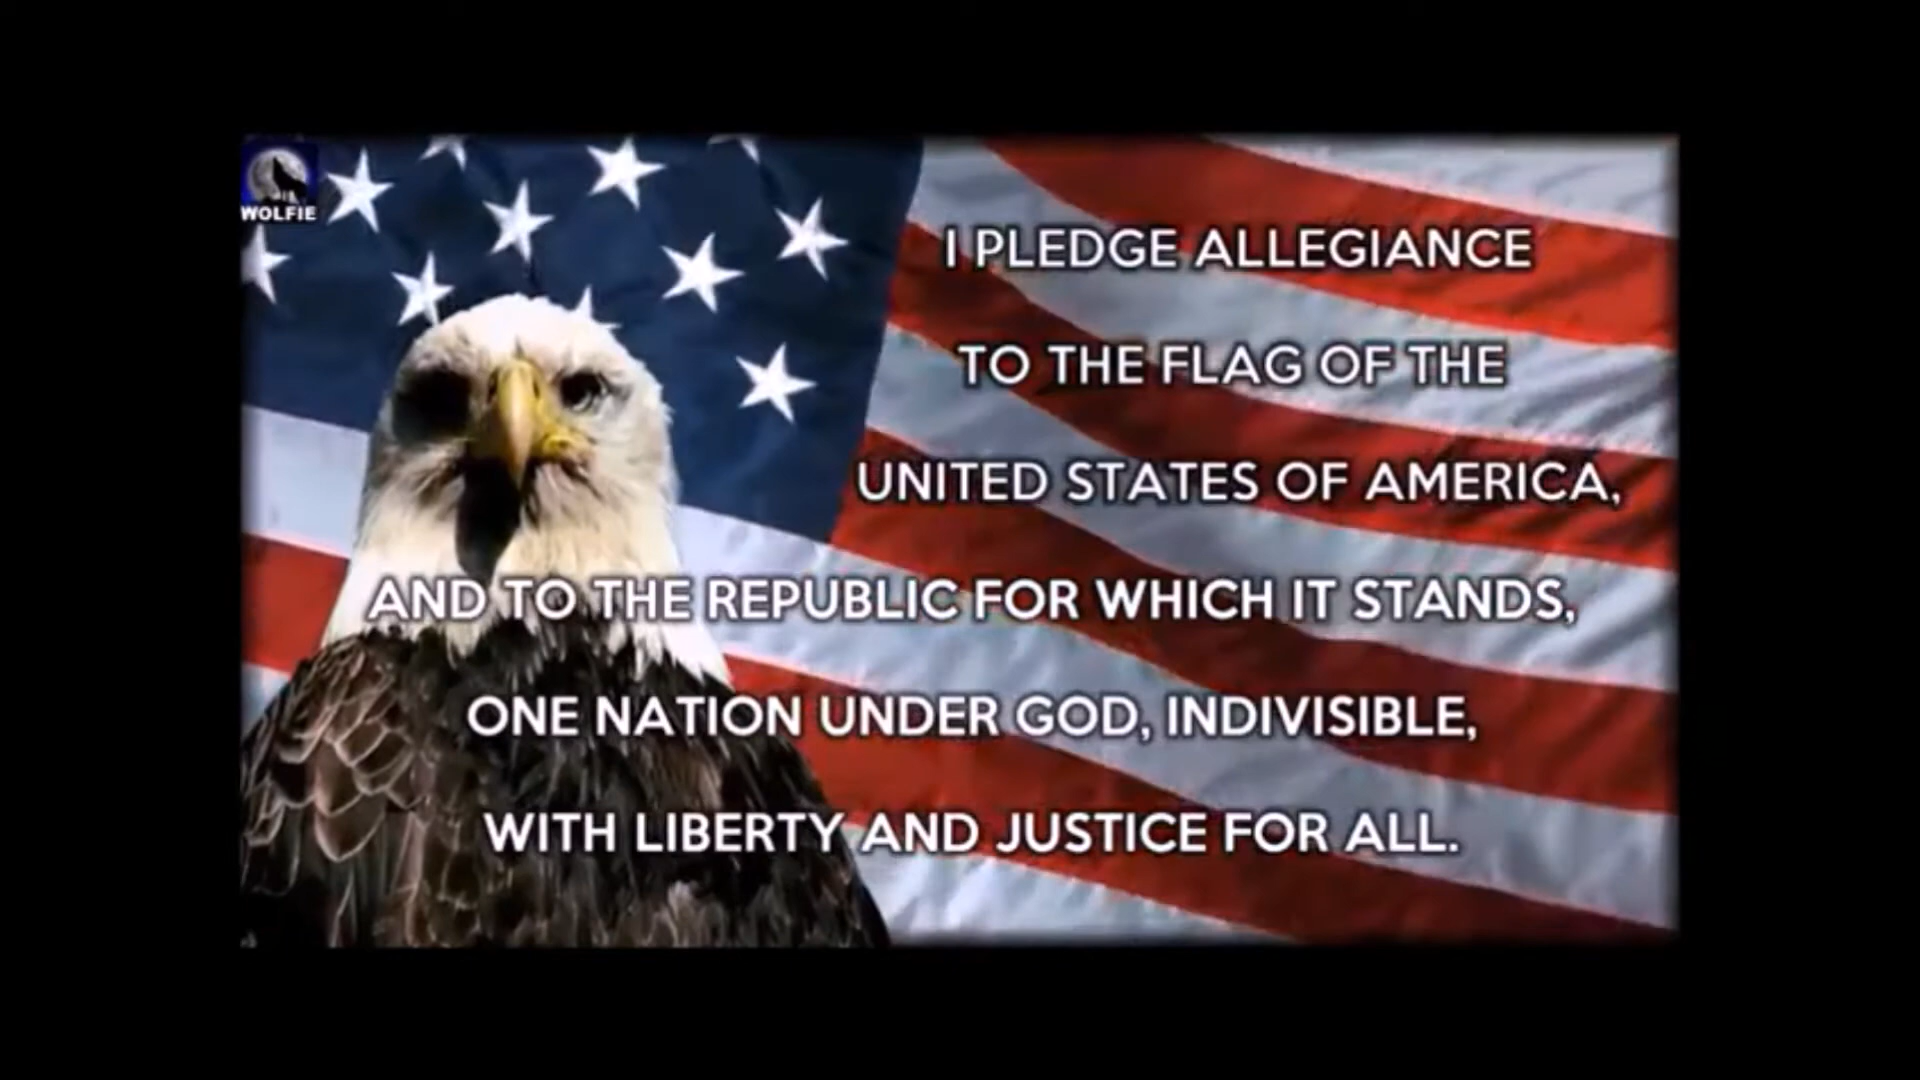 WOLFIE
I PLEDGE ALLEGIANCE
TO THE FLAG OF THE
UNITED STATES OF AMERICA,
AND TO THE REPUBLIC FOR WHICH IT STANDS,
ONE NATION UNDER GOD, INDIVISIBLE,
WITH LIBERTY AND JUSTICE FOR ALL.